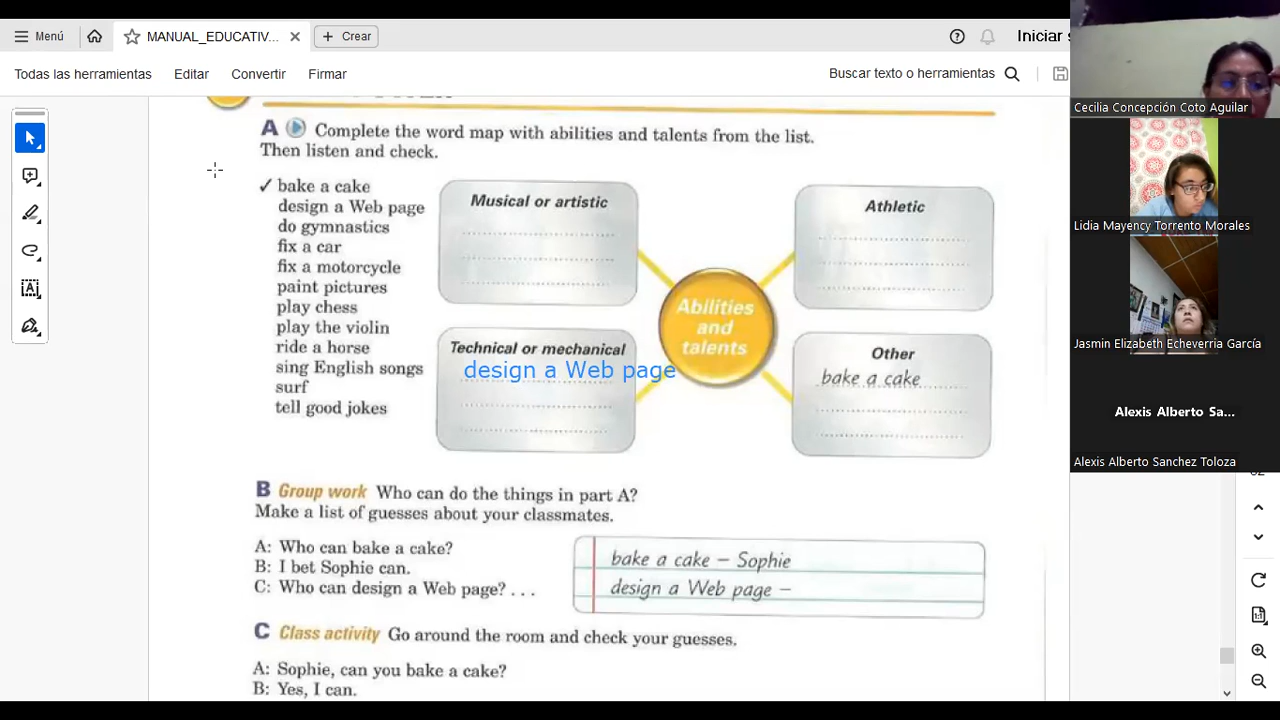 Menú
MANUAL_EDUCATIV...
Crear
Iniciar s
Todas las herramientas
Editar
Convertir
Firmar
Buscar texto o herramientas
A Complete the word map with abilities and talents from the list.
Then listen and check.
✓ bake a cake
design a Web page
do gymnastics
fix a car
fix a motorcycle
paint pictures
play chess
play the violin
ride a horse
sing English songs
surf
tell good jokes
Musical or artistic
Athletic
Abilities
and
talents
Technical or mechanical
design a Web page
Other
bake a cake
B Group work Who can do the things in part A?
Make a list of guesses about your classmates.
A: Who can bake a cake?
B: I bet Sophie can.
C: Who can design a Web page? . . .
bake a cake – Sophie
design a Web page –
C Class activity Go around the room and check your guesses.
A: Sophie, can you bake a cake?
B: Yes, I can.
Cecilia Concepción Coto Aguilar
Lidia Mayency Torrento Morales
Jasmin Elizabeth Echeverria García
Alexis Alberto Sa...
Alexis Alberto Sanchez Toloza